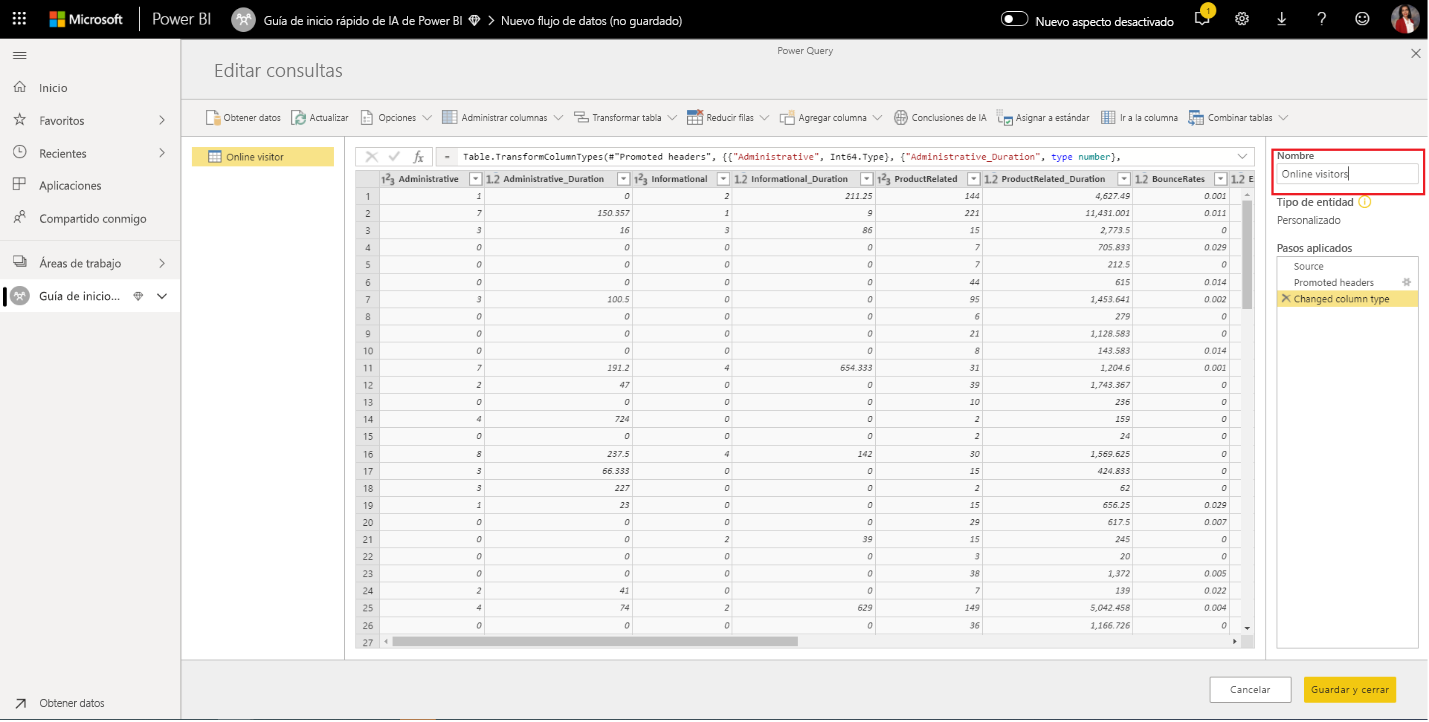 Microsoft Power BI Guía de inicio rápido de IA de Power BI > Nuevo flujo de datos (no guardado) Nuevo aspecto desactivado 1 ?
Inicio
Favoritos
Recientes
Aplicaciones
Compartido conmigo
Áreas de trabajo
Guía de inicio...
Obtener datos
Power Query
Editar consultas
Obtener datos Actualizar Opciones Administrar columnas Transformar tabla Reducir filas Agregar columna Conclusiones de IA Asignar a estándar Ir a la columna Combinar tablas
Online visitor
fx = Table.TransformColumnTypes(#"Promoted headers", {{"Administrative", Int64.Type}, {"Administrative_Duration", type number},
1²3 Administrative 1.2 Administrative_Duration 1²3 Informational 1.2 Informational_Duration 1²3 ProductRelated 1.2 ProductRelated_Duration 1.2 BounceRates 1.2 E
1 1 0 2 211.25 144 4,627.49 0.001
2 7 150.357 1 9 221 11,431.001 0.011
3 3 16 3 86 15 2,773.5 0
4 0 0 0 0 7 705.833 0.029
5 0 0 0 0 7 212.5 0
6 0 0 0 0 44 615 0.014
7 3 100.5 0 0 95 1,453.641 0.002
8 0 0 0 0 6 279 0
9 0 0 0 0 21 1,128.583 0
10 0 0 0 0 8 143.583 0.014
11 7 191.2 4 654.333 31 1,204.6 0.001
12 2 47 0 0 39 1,743.367 0
13 0 0 0 0 10 236 0
14 4 724 0 0 2 159 0
15 0 0 0 0 2 24 0
16 8 237.5 4 142 30 1,569.625 0
17 3 66.333 0 0 15 424.833 0
18 3 227 0 0 2 62 0
19 1 23 0 0 15 656.25 0.029
20 0 0 0 0 29 617.5 0.007
21 0 0 2 39 15 245 0
22 0 0 0 0 3 20 0
23 0 0 0 0 38 1,372 0.005
24 2 41 0 0 7 139 0.022
25 4 74 2 629 149 5,042.458 0.004
26 0 0 0 0 36 1,166.726 0
27
Nombre
Online visitors
Tipo de entidad
Personalizado
Pasos aplicados
Source
Promoted headers
Changed column type
Cancelar Guardar y cerrar